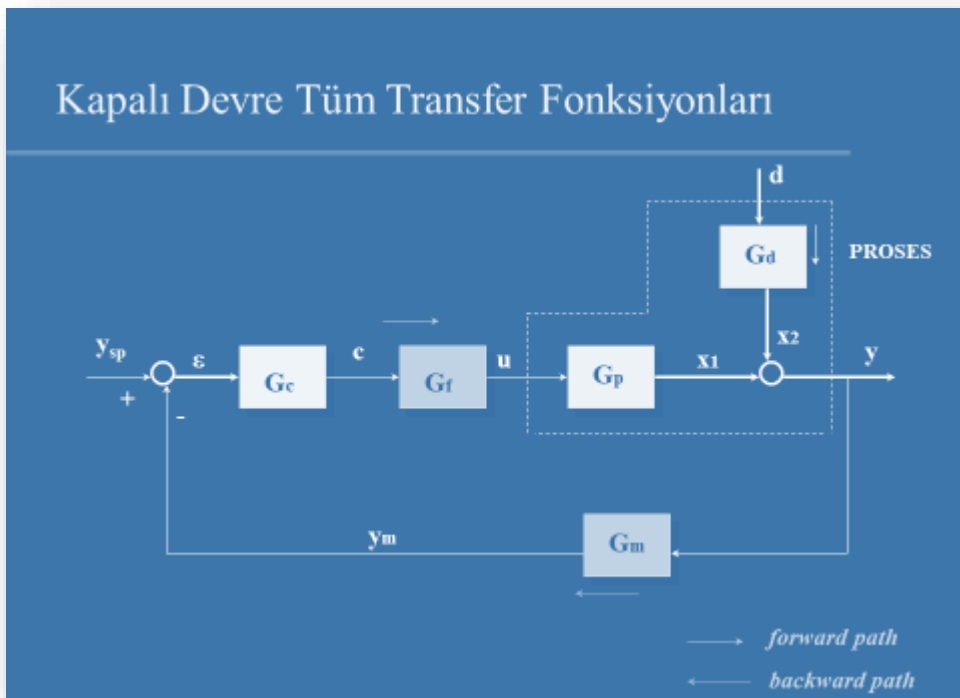 Kapalı Devre Tüm Transfer Fonksiyonları
d
Gd
PROSES
ysp
ε
Gc
c
Gf
u
Gp
x1
x2
y
+
-
ym
Gm
forward path
backward path